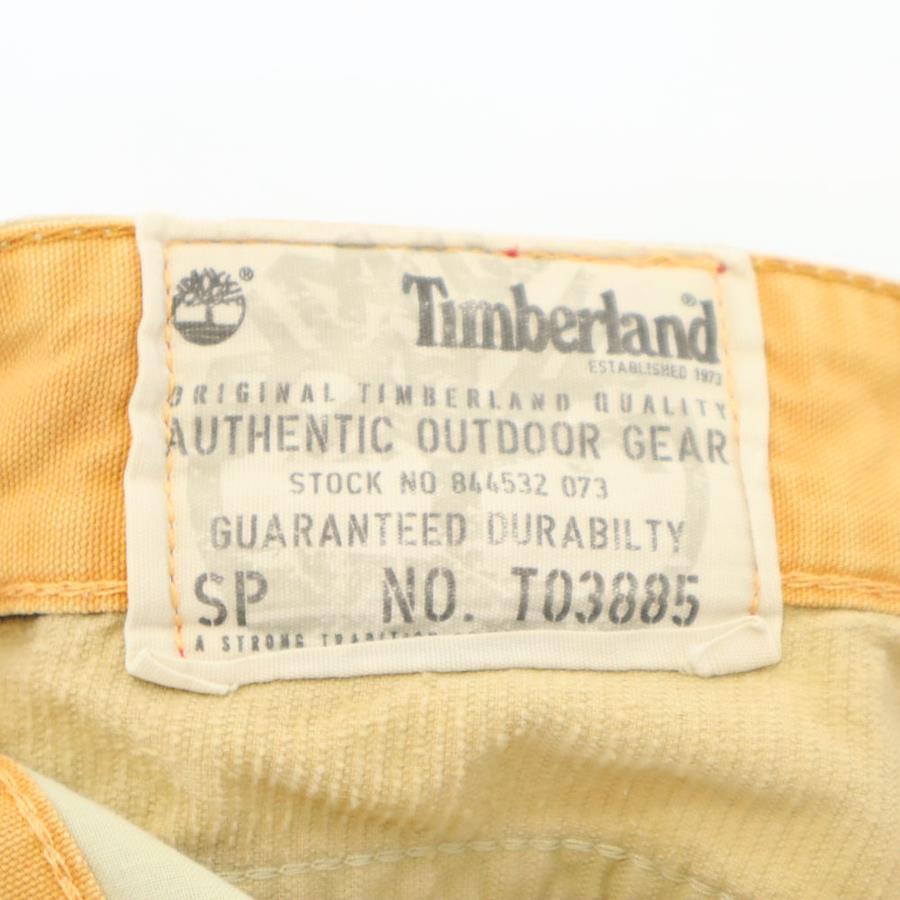 ®
Timberland®
ESTABLISHED 1973
ORIGINAL TIMBERLAND QUALITY
AUTHENTIC OUTDOOR GEAR
STOCK NO 844532 073
GUARANTEED DURABILTY
SP NO. T03885
A STRONG TRADITION